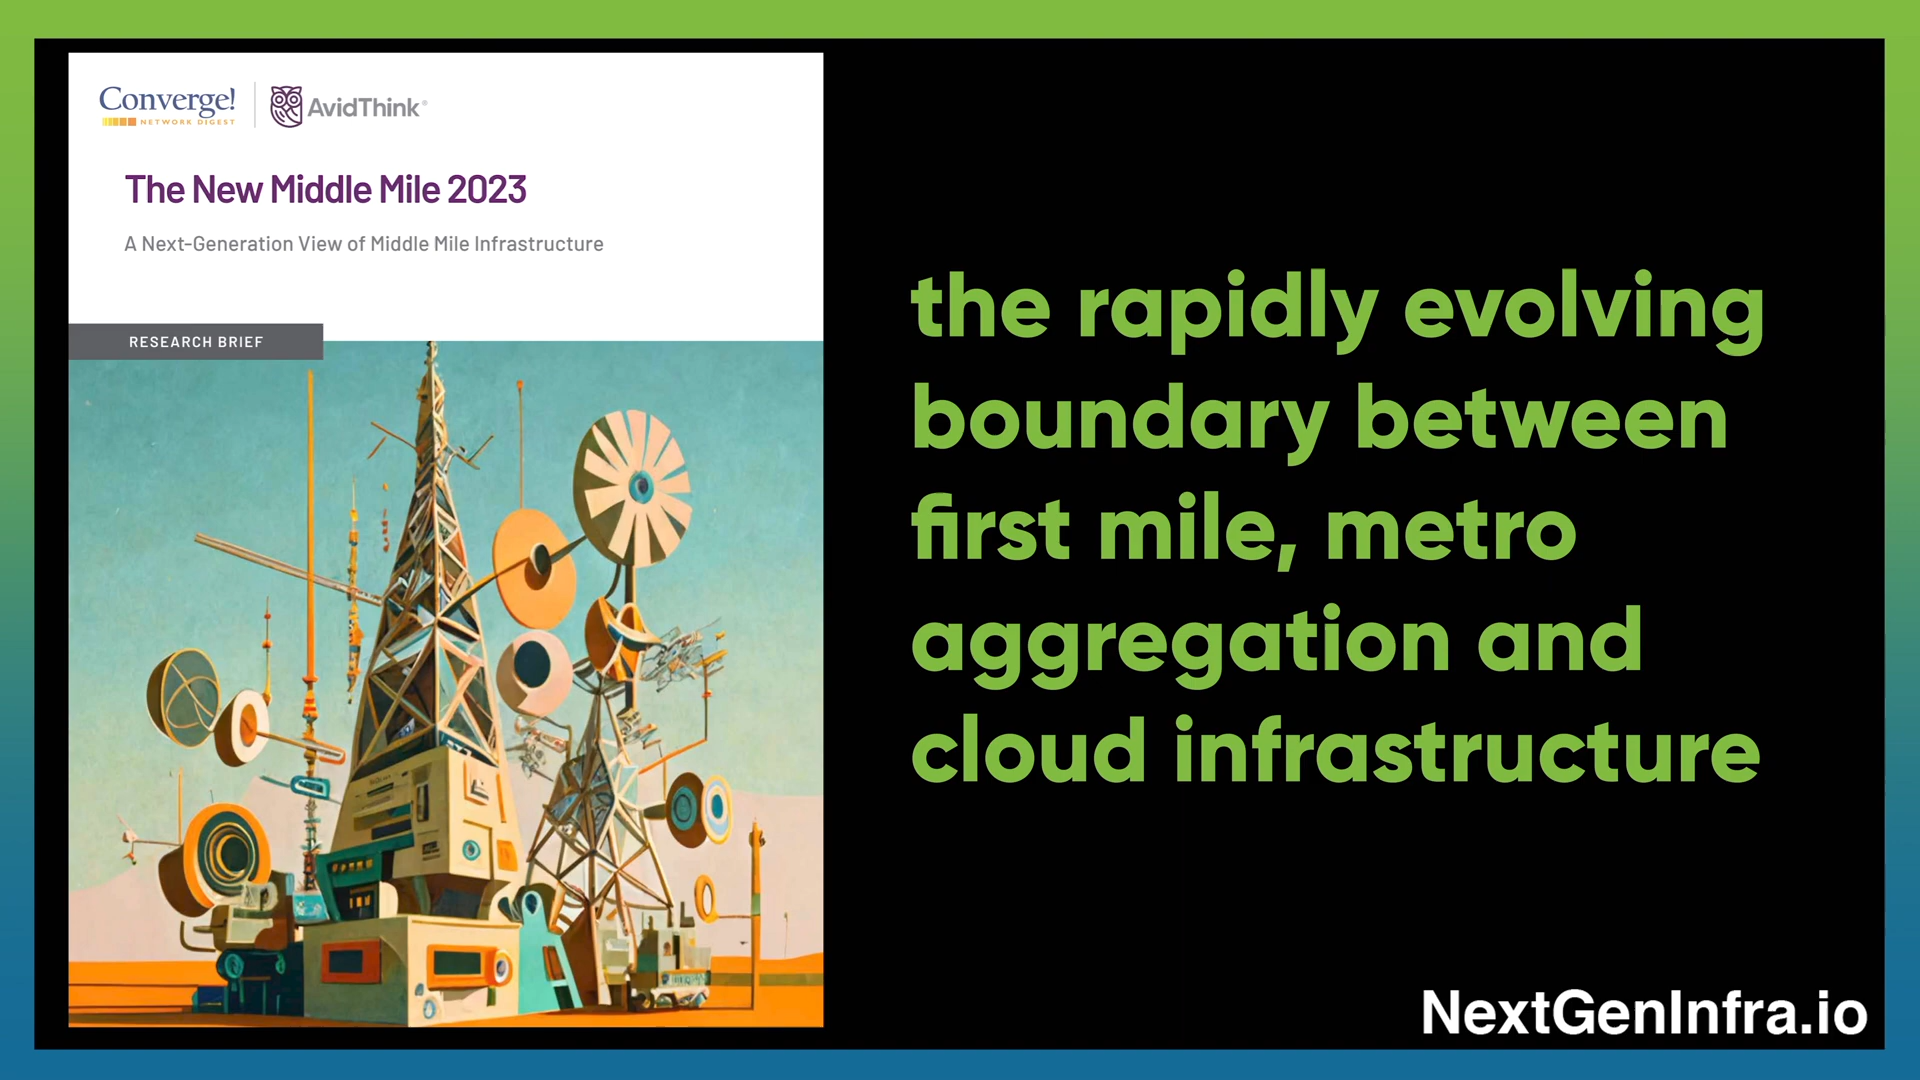 Converge!
NETWORK DIGEST
AvidThink®
The New Middle Mile 2023
A Next-Generation View of Middle Mile Infrastructure
RESEARCH BRIEF
the rapidly evolving
boundary between
first mile, metro
aggregation and
cloud infrastructure
NextGenInfra.io